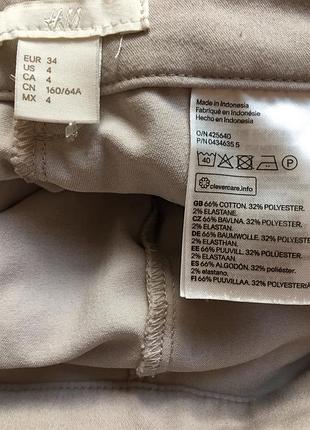 H&M
EUR 34
US 4
CA 4
CN 160/64A
MX 4
Made in Indonesia
Fabriqué en Indonésie
Hecho en Indonesia
O/N 425640
P/N 0434635 5
40
P
clevercare.info
GB 66% COTTON. 32% POLYESTER.
2% ELASTANE.
CZ 66% BAVLNA. 32% POLYESTER.
2% ELASTAN.
DE 66% BAUMWOLLE. 32% POLYESTER.
2% ELASTHAN.
EE 66% PUUVILL. 32% POLÜESTER.
2% ELASTAAN.
ES 66% ALGODÓN. 32% poliéster.
2% elastano.
FI 66% PUUVILLAA. 32% POLYESTERIÄ